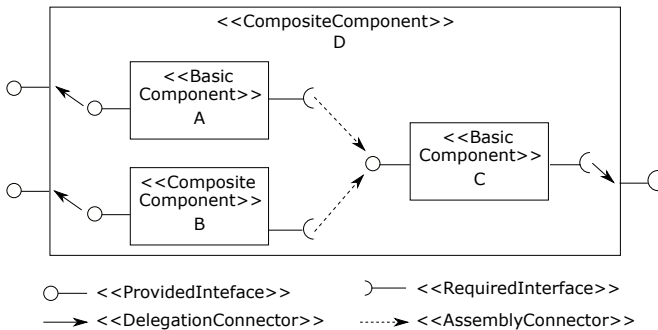 <<CompositeComponent>>
D
<<Basic
Component>>
A
<<Composite
Component>>
B
<<Basic
Component>>
C
<<ProvidedInteface>>
<<RequiredInterface>>
<<DelegationConnector>>
<<AssemblyConnector>>